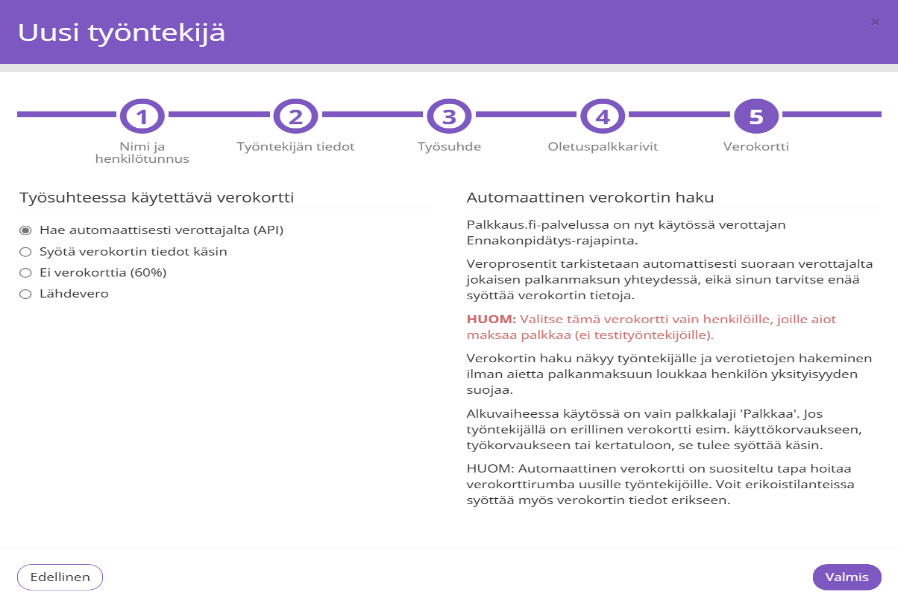 Uusi työntekijä
×
1
2
3
4
5
Nimi ja
henkilötunnus
Työntekijän tiedot
Työsuhde
Oletuspalkkarivit
Verokortti
Työsuhteessa käytettävä verokortti
Hae automaattisesti verottajalta (API)
Syötä verokortin tiedot käsin
Ei verokorttia (60%)
Lähdevero
Automaattinen verokortin haku
Palkkaus.fi-palvelussa on nyt käytössä verottajan
Ennakonpidätys-rajapinta.
Veroprosentit tarkistetaan automattisesti suoraan verottajalta
jokaisen palkanmaksun yhteydessä, eikä sinun tarvitse enää
syöttää verokortin tietoja.
HUOM: Valitse tämä verokortti vain henkilöille, joille aiot
maksaa palkkaa (ei testityöntekijöille).
Verokortin haku näkyy työntekijälle ja verotietojen hakeminen
ilman aietta palkanmaksuun loukkaa henkilön yksityisyyden
suojaa.
Alkuvaiheessa käytössä on vain palkkalaji 'Palkkaa'. Jos
työntekijällä on erillinen verokortti esim. käyttökorvaukseen,
työkorvaukseen tai kertatuloon, se tulee syöttää käsin.
HUOM: Automaattinen verokortti on suositeltu tapa hoitaa
verokorttirumba uusille työntekijöille. Voit erikoistilanteissa
syöttää myös verokortin tiedot erikseen.
Edellinen
Valmis